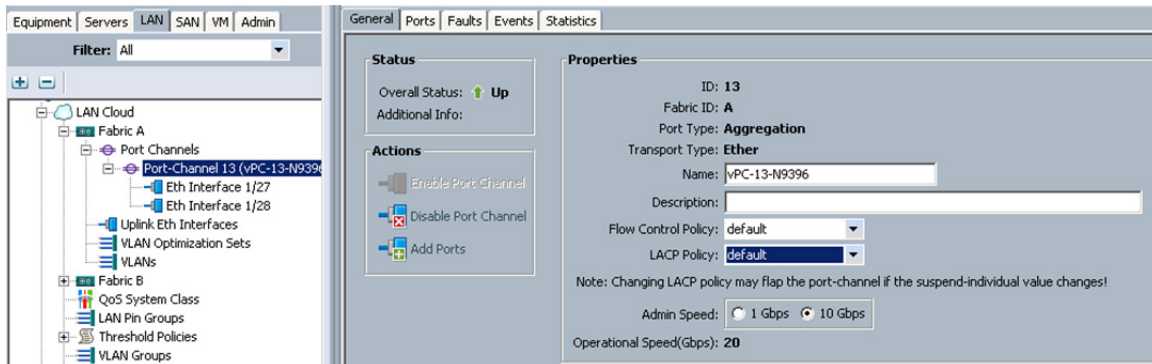 Equipment Servers LAN SAN VM Admin
Filter: All
LAN Cloud
Fabric A
Port Channels
Port-Channel 13 (vPC-13-N9396
Eth Interface 1/27
Eth Interface 1/28
Uplink Eth Interfaces
VLAN Optimization Sets
VLANs
Fabric B
QoS System Class
LAN Pin Groups
Threshold Policies
VLAN Groups
General Ports Faults Events Statistics
Status
Overall Status: Up
Additional Info:
Actions
Enable Port Channel
Disable Port Channel
Add Ports
Properties
ID: 13
Fabric ID: A
Port Type: Aggregation
Transport Type: Ether
Name: vPC-13-N9396
Description:
Flow Control Policy: default
LACP Policy: default
Note: Changing LACP policy may flap the port-channel if the suspend-individual value changes!
Admin Speed: 1 Gbps 10 Gbps
Operational Speed(Gbps): 20